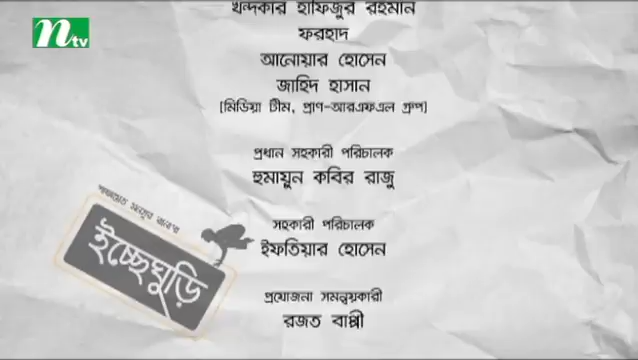 ntv
খন্দকার হাফিজুর রহমান
ফরহাদ
আনোয়ার হোসেন
জাহিদ হাসান
[মিডিয়া টীম, প্রাণ-আরএফএল গ্রুপ]
প্রধান সহকারী পরিচালক
হুমায়ুন কবির রাজু
সহকারী পরিচালক
ইফতিয়ার হোসেন
প্রযোজনা সমন্বয়কারী
রজত বাপ্পী
ইচ্ছেঘুড়ি